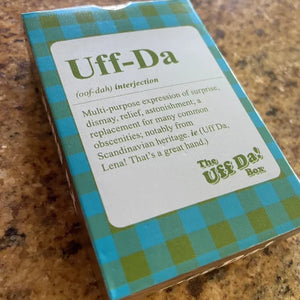 Uff-Da
(oof-dah) interjection
Multi-purpose expression of surprise,
dismay, relief, astonishment, a
replacement for many common
obscenities; notably from
Scandinavian heritage. ie (Uff Da,
Lena! That's a great hand.)
The
Uff Da!
Box